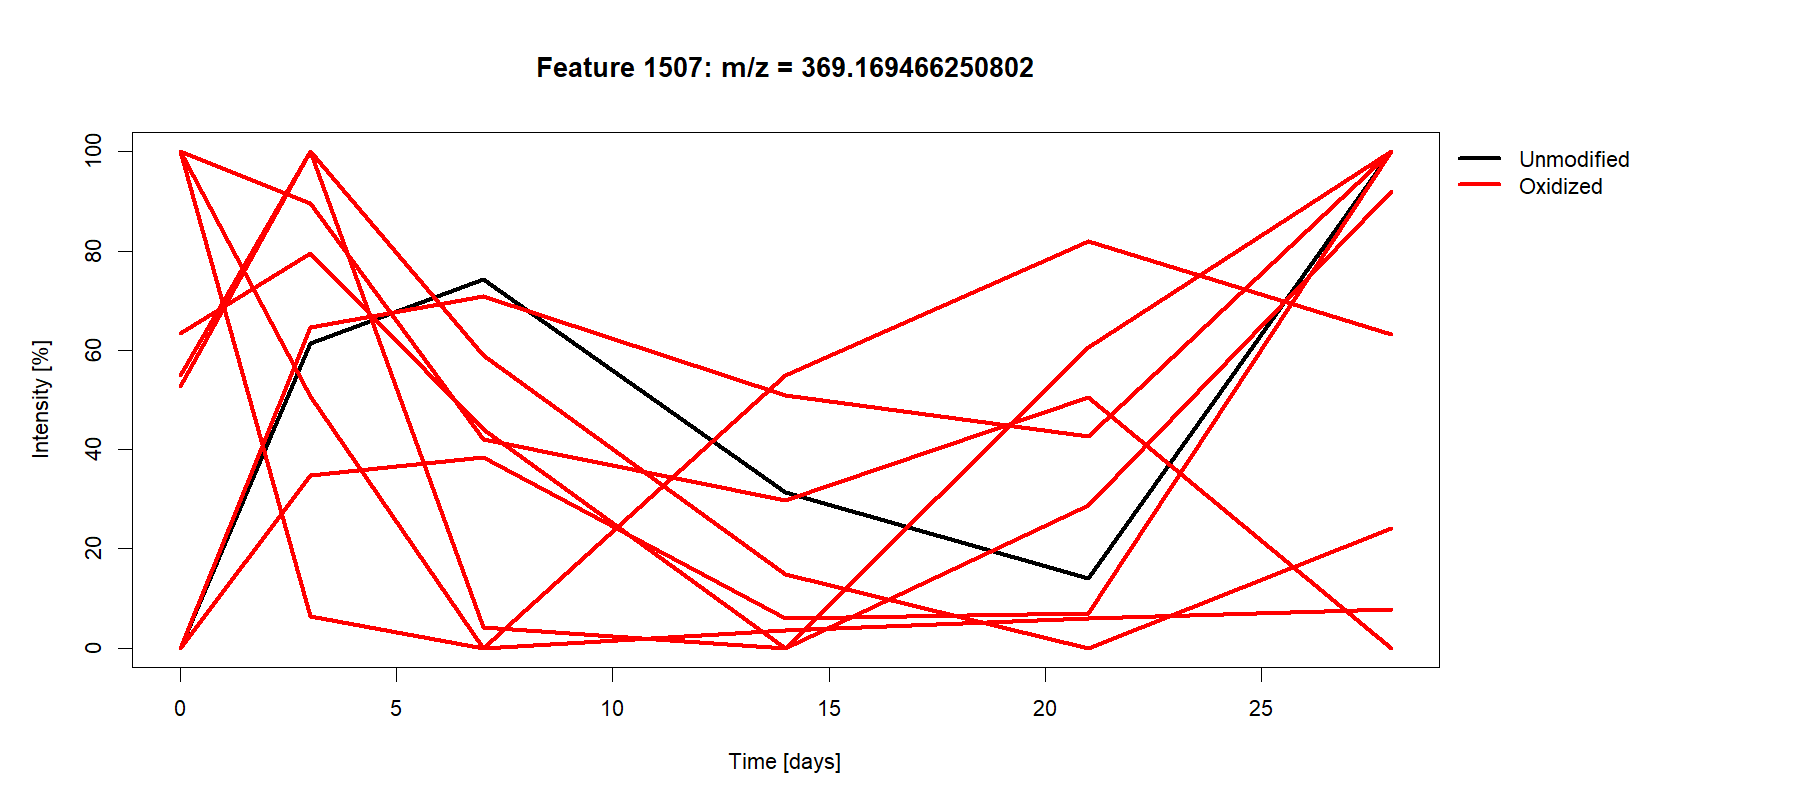 Feature 1507: m/z = 369.169466250802
Unmodified
Oxidized
Intensity [%]
100
80
60
40
20
0
0 5 10 15 20 25
Time [days]